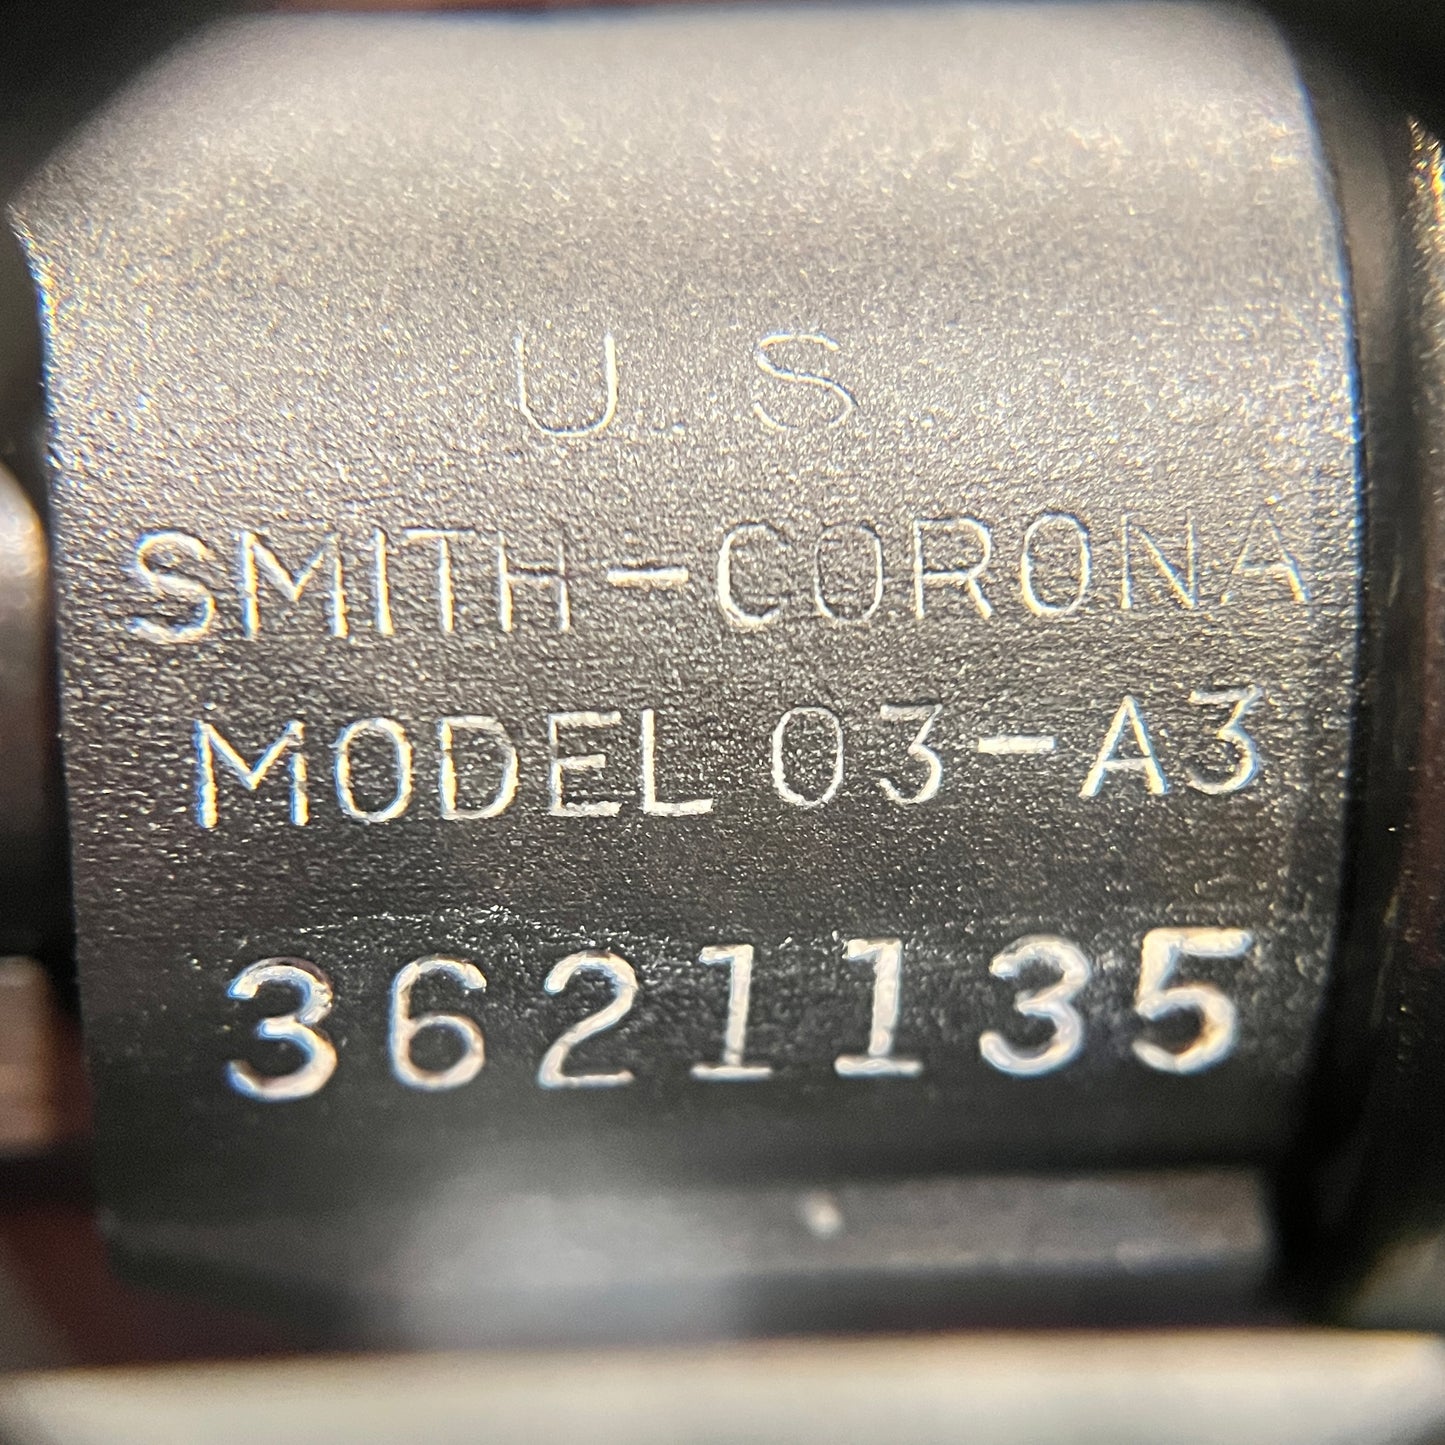 U. S.
SMITH-CORONA
MODEL 03-A3
3621135